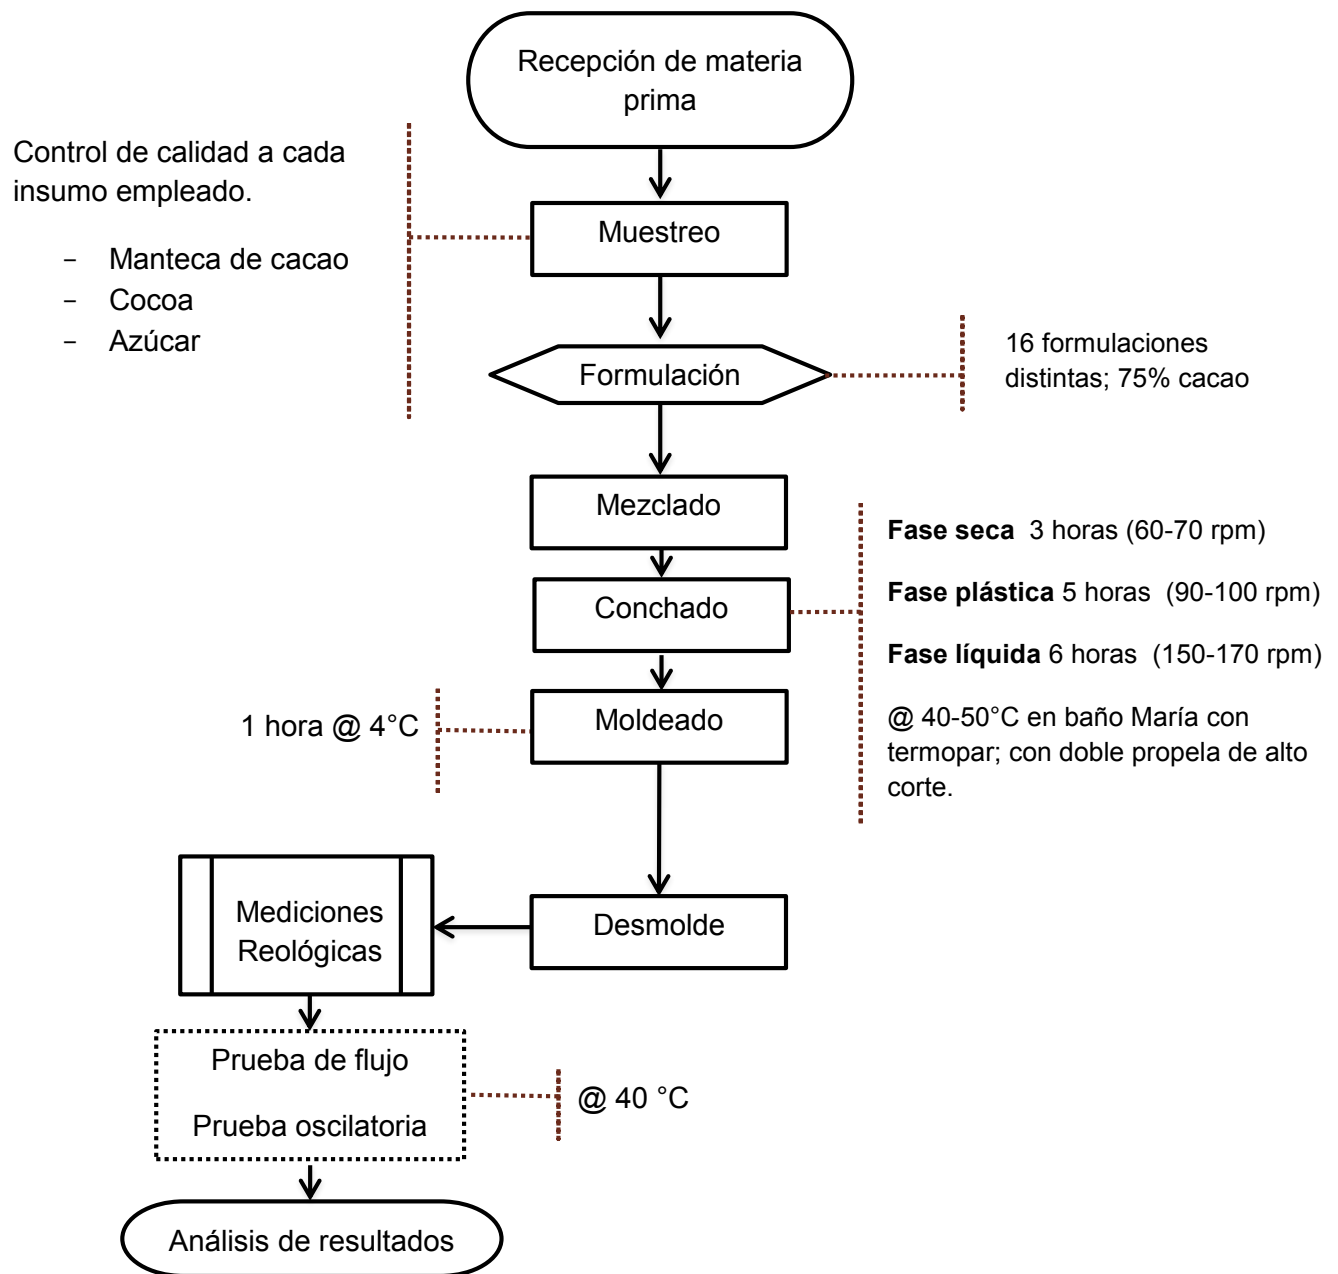 Recepción de materia
prima
Control de calidad a cada
insumo empleado.
- Manteca de cacao
- Cocoa
- Azúcar
Muestreo
Formulación
16 formulaciones
distintas; 75% cacao
Mezclado
Conchado
Fase seca 3 horas (60-70 rpm)
Fase plástica 5 horas (90-100 rpm)
Fase líquida 6 horas (150-170 rpm)
@ 40-50°C en baño María con
termopar; con doble propela de alto
corte.
Moldeado
1 hora @ 4°C
Desmolde
Mediciones
Reológicas
Prueba de flujo
Prueba oscilatoria
@ 40 °C
Análisis de resultados